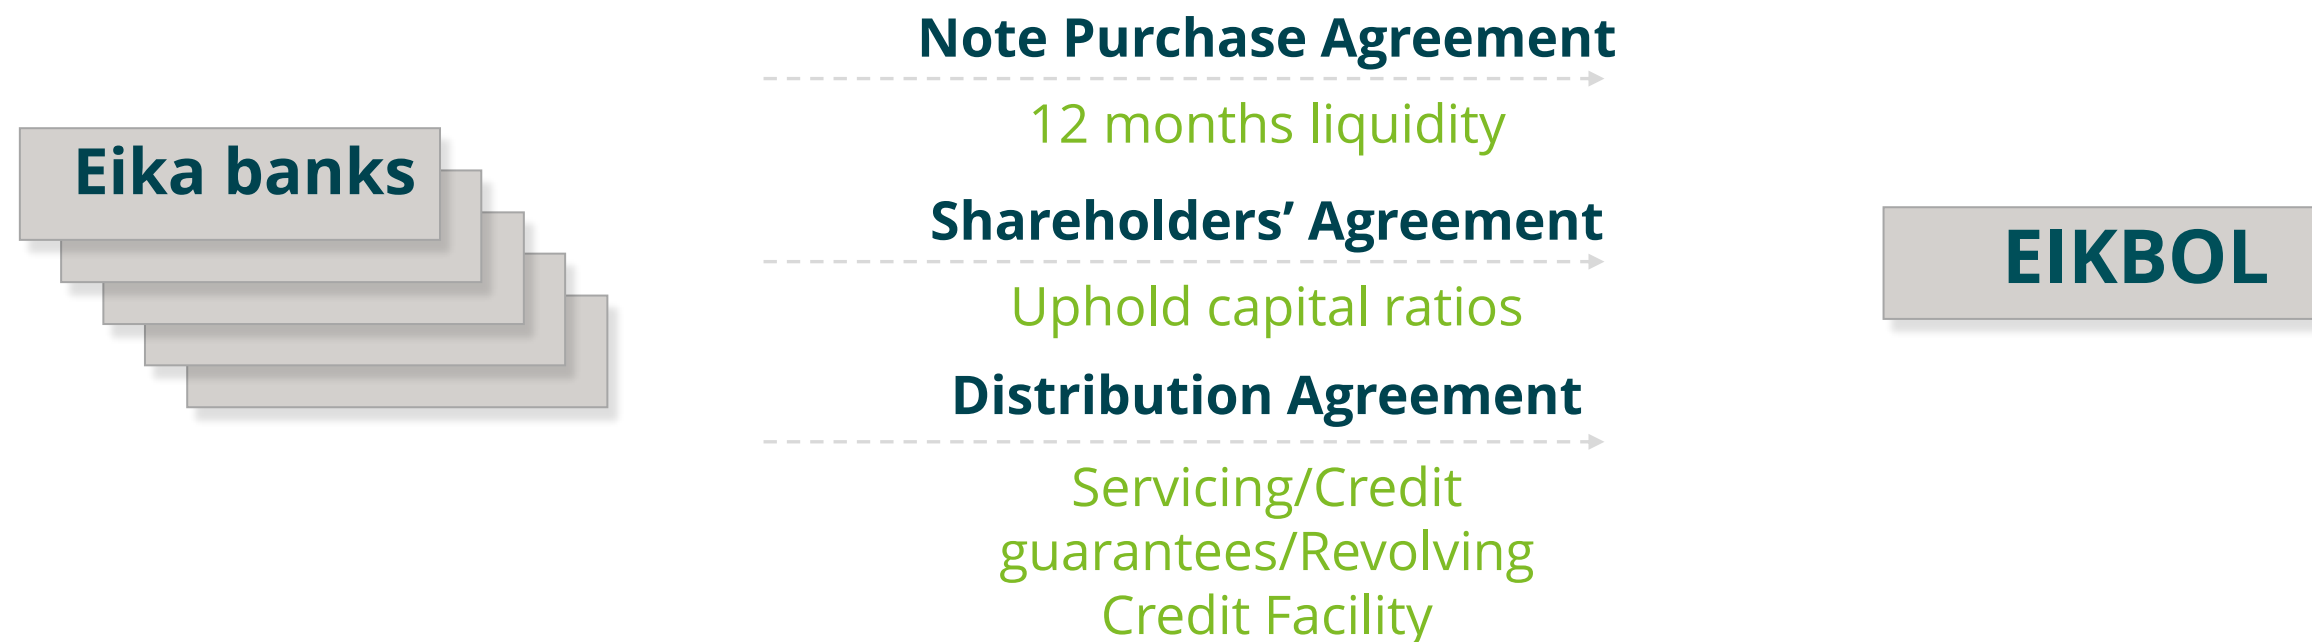 Eika banks
Note Purchase Agreement
12 months liquidity
Shareholders’ Agreement
Uphold capital ratios
Distribution Agreement
Servicing/Credit
guarantees/Revolving
Credit Facility
EIKBOL